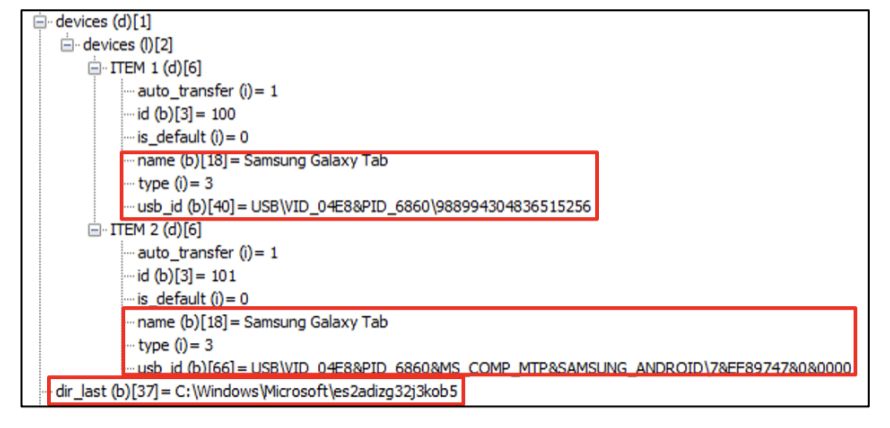 devices (d)[1]
devices (l)[2]
ITEM 1 (d)[6]
auto_transfer (i)= 1
id (b)[3]= 100
is_default (i)= 0
name (b)[18]= Samsung Galaxy Tab
type (i)= 3
usb_id (b)[40]= USB\VID_04E8&PID_6860\988994304836515256
ITEM 2 (d)[6]
auto_transfer (i)= 1
id (b)[3]= 101
is_default (i)= 0
name (b)[18]= Samsung Galaxy Tab
type (i)= 3
usb_id (b)[66]= USB\VID_04E8&PID_6860&MS_COMP_MTP&SAMSUNG_ANDROID\7&EF89747&0&0000
dir_last (b)[37]= C:\Windows\Microsoft\es2adizg32j3kob5